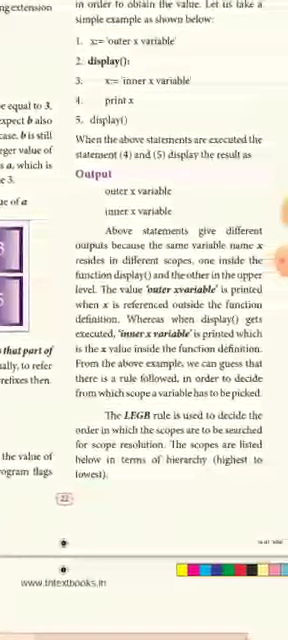 ng extension
e equal to 3,
expect b also
case, b is still
eger value of
s a, which is
e 3.
ue of a
3
5
s that part of
ually, to refer
refixes then
the value of
rogram flags
in order to obtain the value. Let us take a
simple example as shown below:
1. x:= 'outer x variable'
2. display():
3. x:= 'inner x variable'
4. print x
5. display()
When the above statements are executed the
statement (4) and (5) display the result as
Output
outer x variable
inner x variable
Above statements give different
outputs because the same variable name x
resides in different scopes, one inside the
function display() and the other in the upper
level. The value 'outer xvariable' is printed
when x is referenced outside the function
definition. Whereas when display() gets
executed, 'inner x variable' is printed which
is the x value inside the function definition.
From the above example, we can guess that
there is a rule followed, in order to decide
from which scope a variable has to be picked.
The LEGB rule is used to decide the
order in which the scopes are to be searched
for scope resolution. The scopes are listed
below in terms of hierarchy (highest to
lowest).
22
www.tntextbooks.in